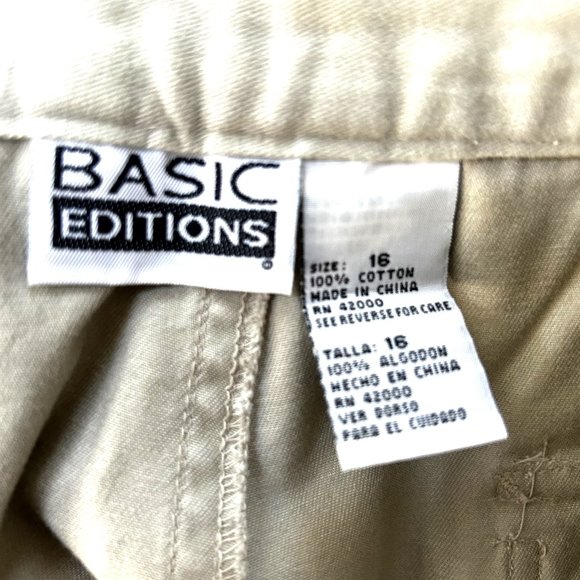 BASIC
EDITIONS
®
SIZE: 16
100% COTTON
MADE IN CHINA
RN 42000
SEE REVERSE FOR CARE
TALLA: 16
100% ALGODON
HECHO EN CHINA
RN 42000
VER DORSO
PARA EL CUIDADO